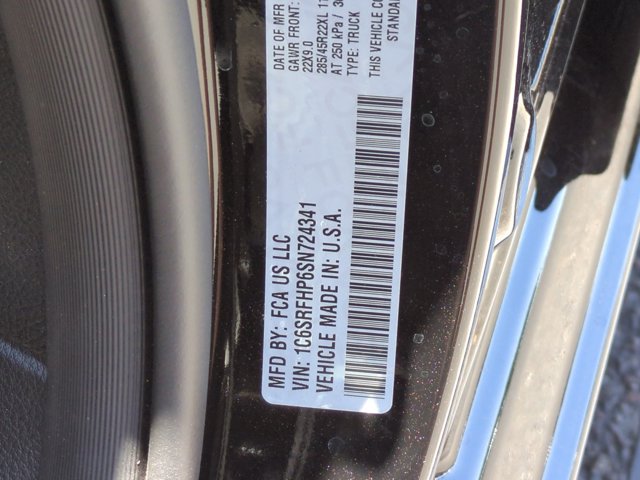 MFD BY: FCA US LLC
DATE OF MFR
VIN: 1C6SRFHP6SN724341
GAWR FRONT:
VEHICLE MADE IN: U.S.A.
22X9.0
285/45R22XL
AT 250 kPa /
TYPE: TRUCK
THIS VEHICLE CO
STANDA